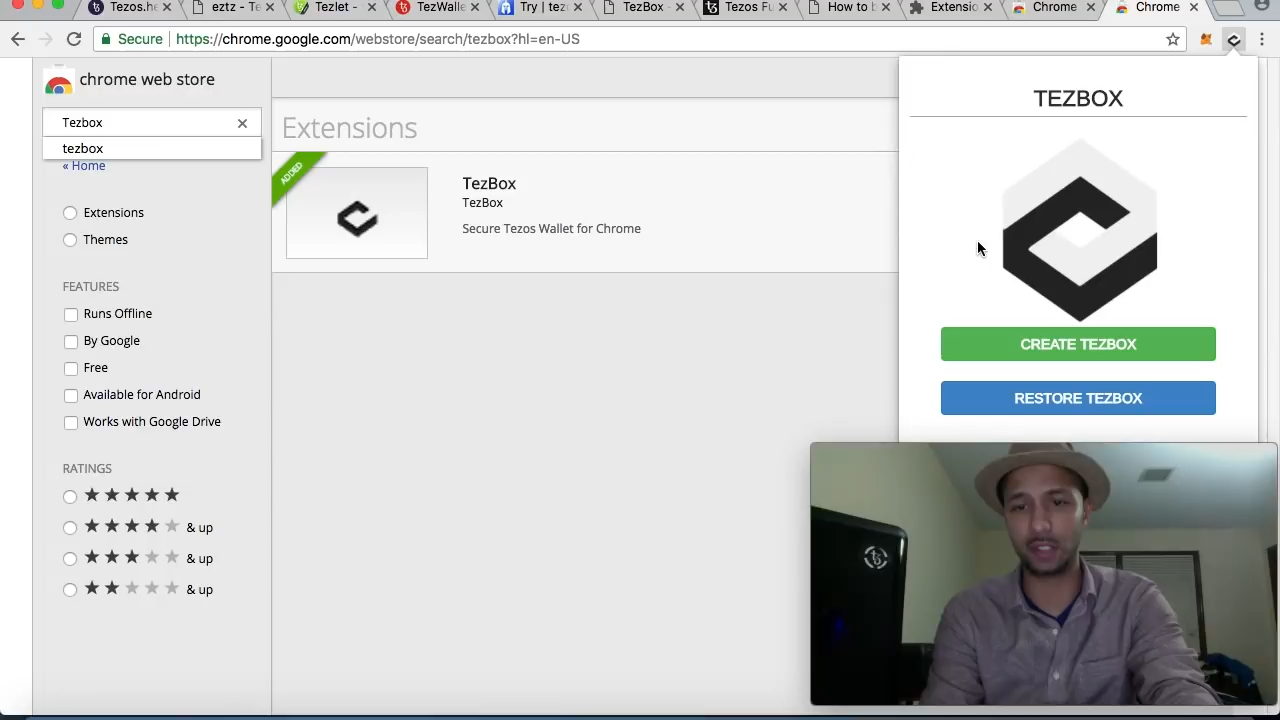 Tezos.he
eztz - Te
Tezlet -
TezWalle
Try | tez
TezBox -
Tezos Fu
How to b
Extensio
Chrome
Chrome
Secure
https://chrome.google.com/webstore/search/tezbox?hl=en-US
chrome web store
Tezbox
tezbox
« Home
Extensions
Themes
FEATURES
Runs Offline
By Google
Free
Available for Android
Works with Google Drive
RATINGS
& up
& up
& up
Extensions
ADDED
TezBox
TezBox
Secure Tezos Wallet for Chrome
TEZBOX
CREATE TEZBOX
RESTORE TEZBOX